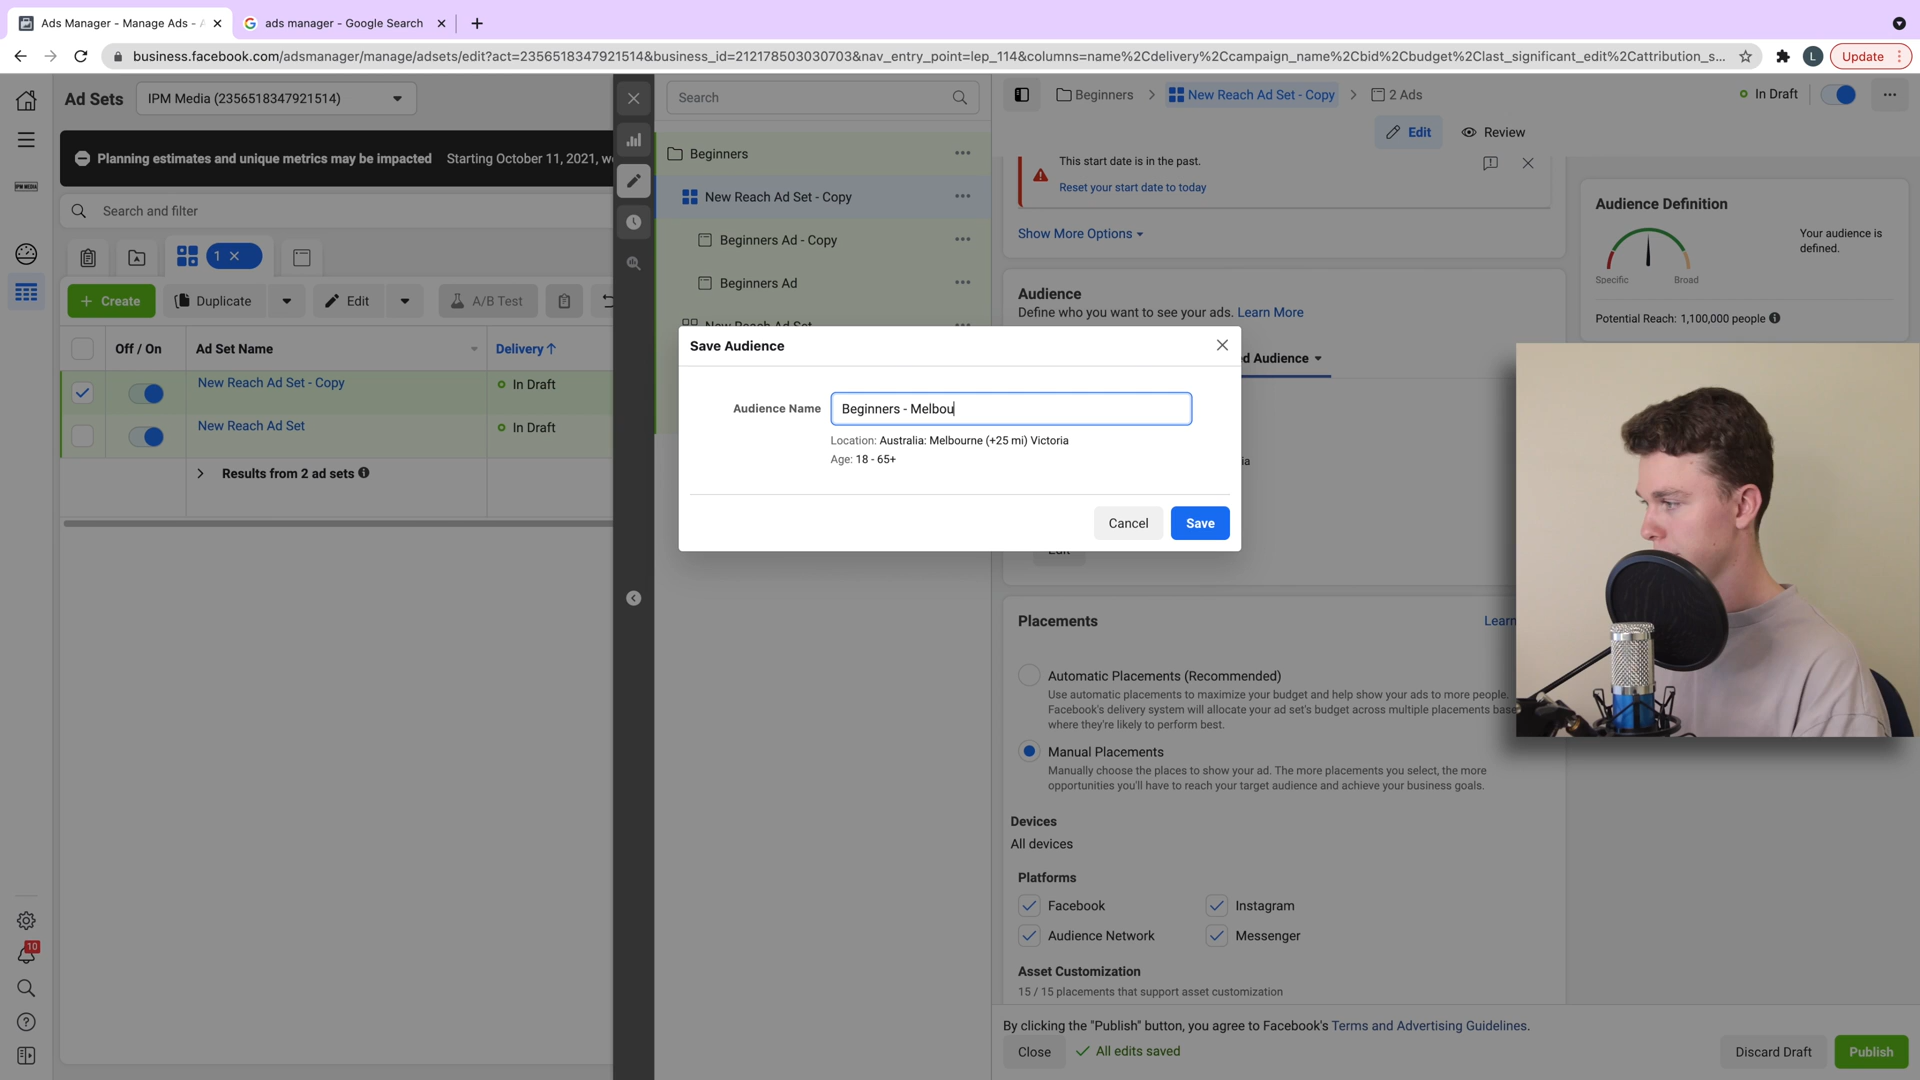 Ads Manager - Manage Ads - A
ads manager - Google Search
business.facebook.com/adsmanager/manage/adsets/edit?act=2356518347921514&business_id=212178503030703&nav_entry_point=lep_114&columns=name%2Cdelivery%2Ccampaign_name%2Cbid%2Cbudget%2Clast_significant_edit%2Cattribution_s...
L
Update
Ad Sets
IPM Media (2356518347921514)
Planning estimates and unique metrics may be impacted Starting October 11, 2021, we
Search and filter
1
Create
Duplicate
Edit
A/B Test
Off / On
Ad Set Name
Delivery
New Reach Ad Set - Copy
In Draft
New Reach Ad Set
In Draft
Results from 2 ad sets
IPM MEDIA
10
Search
Beginners
New Reach Ad Set - Copy
Beginners Ad - Copy
Beginners Ad
New Reach Ad Set
Beginners
New Reach Ad Set - Copy
2 Ads
In Draft
Edit
Review
This start date is in the past.
Reset your start date to today
Show More Options
Audience
Define who you want to see your ads. Learn More
d Audience
ia
Edit
Save Audience
Audience Name
Beginners - Melbou
Location: Australia: Melbourne (+25 mi) Victoria
Age: 18 - 65+
Cancel
Save
Audience Definition
Your audience is
defined.
Specific
Broad
Potential Reach: 1,100,000 people
Placements
Learn
Automatic Placements (Recommended)
Use automatic placements to maximize your budget and help show your ads to more people.
Facebook's delivery system will allocate your ad set's budget across multiple placements base
where they're likely to perform best.
Manual Placements
Manually choose the places to show your ad. The more placements you select, the more
opportunities you'll have to reach your target audience and achieve your business goals.
Devices
All devices
Platforms
Facebook
Instagram
Audience Network
Messenger
Asset Customization
15 / 15 placements that support asset customization
By clicking the "Publish" button, you agree to Facebook's Terms and Advertising Guidelines.
Close
All edits saved
Discard Draft
Publish